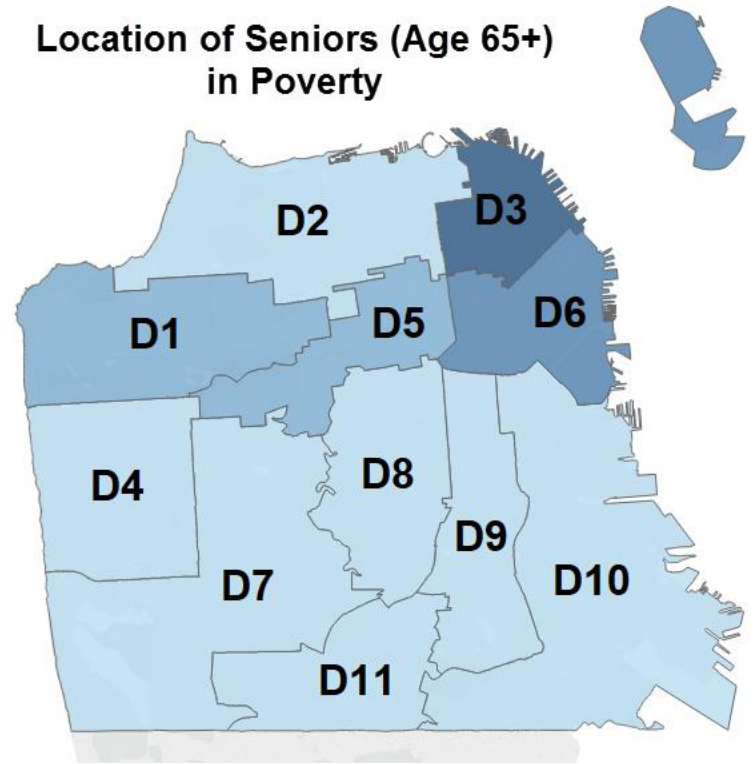 Location of Seniors (Age 65+)
in Poverty
D2
D3
D1
D5
D6
D4
D8
D9
D7
D10
D11